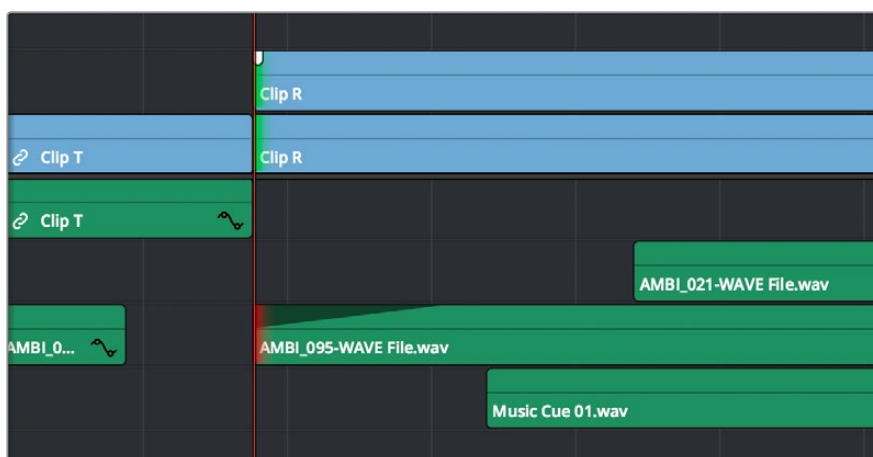 Clip R
Clip T
Clip R
Clip T
AMBI_021-WAVE File.wav
AMBI_0...
AMBI_095-WAVE File.wav
Music Cue 01.wav